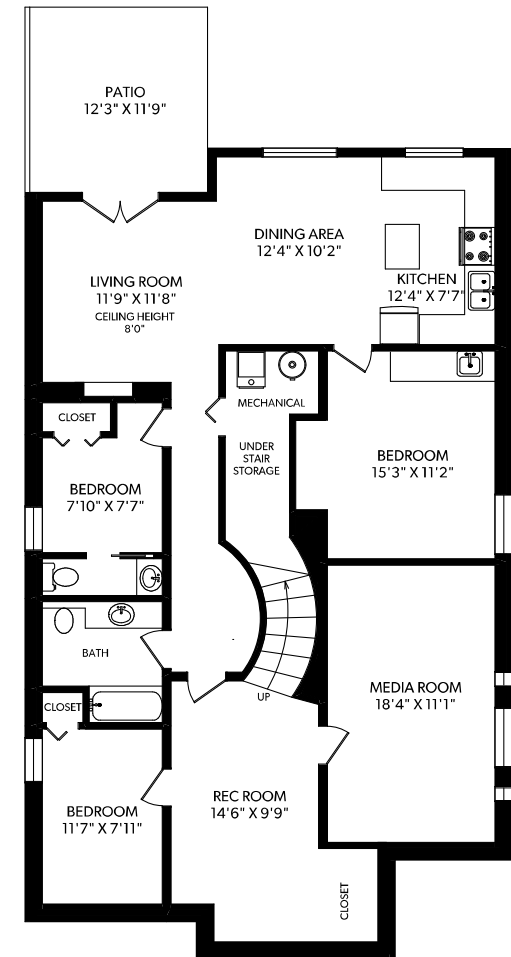 PATIO
12'3" X 11'9"
DINING AREA
12'4" X 10'2"
LIVING ROOM
11'9" X 11'8"
CEILING HEIGHT
8'0"
KITCHEN
12'4" X 7'7"
MECHANICAL
CLOSET
UNDER
STAIR
STORAGE
BEDROOM
15'3" X 11'2"
BEDROOM
7'10" X 7'7"
BATH
CLOSET
UP
MEDIA ROOM
18'4" X 11'1"
REC ROOM
14'6" X 9'9"
BEDROOM
11'7" X 7'11"
CLOSET